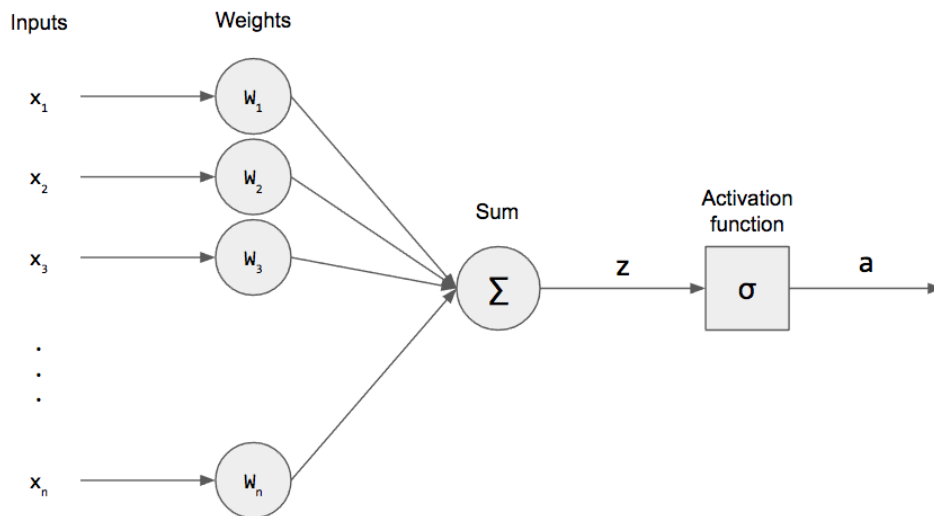 Inputs
Weights
x₁
W₁
x₂
W₂
Sum
Activation
function
x₃
W₃
Σ
z
σ
a
.
.
.
xₙ
Wₙ